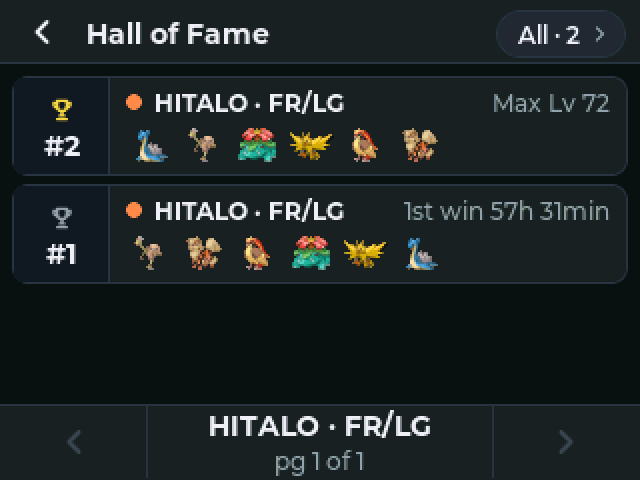 Hall of Fame
All · 2
#2
HITALO · FR/LG
Max Lv 72
#1
HITALO · FR/LG
1st win 57h 31min
HITALO · FR/LG
pg 1 of 1